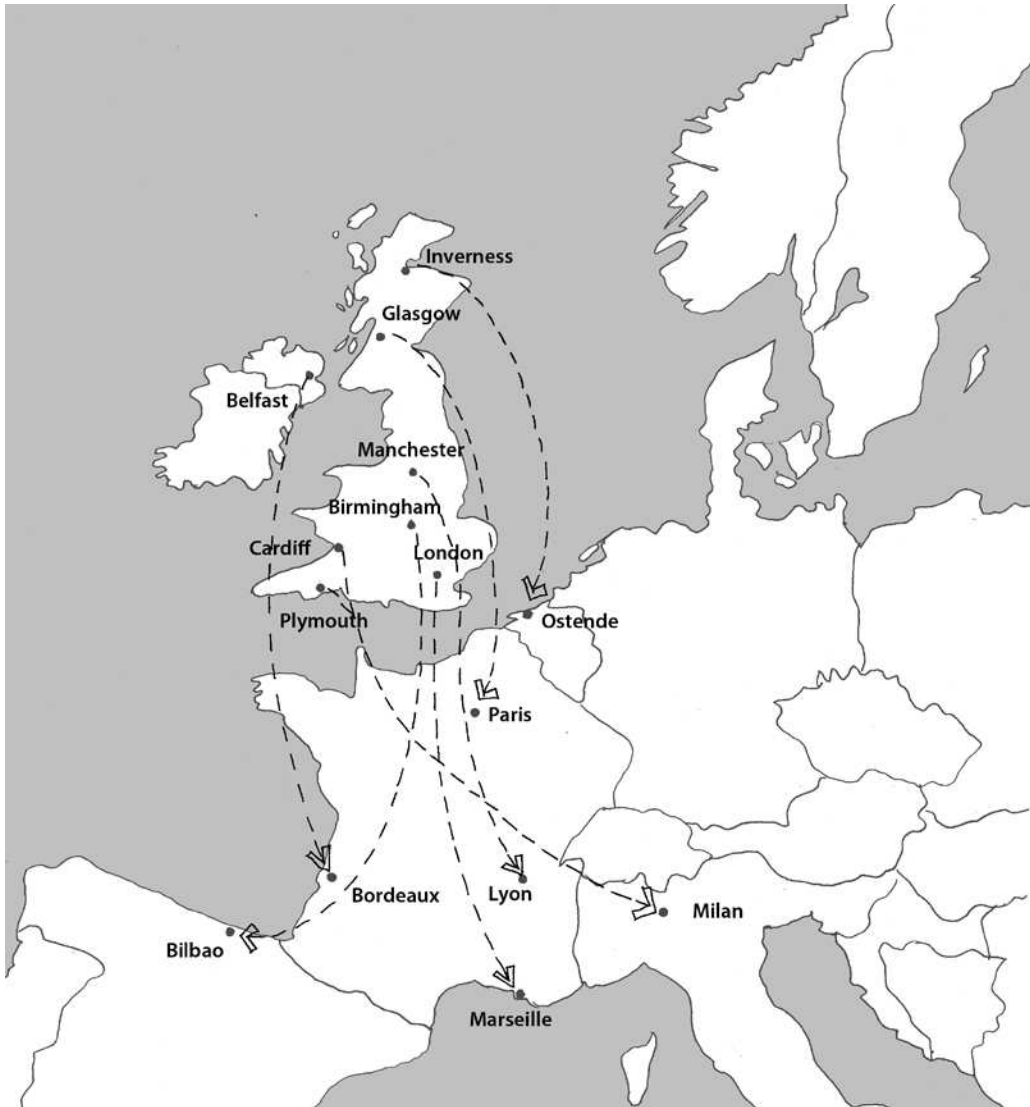 Inverness
Glasgow
Belfast
Manchester
Birmingham
Cardiff
London
Plymouth
Ostende
Paris
Bordeaux
Lyon
Milan
Bilbao
Marseille